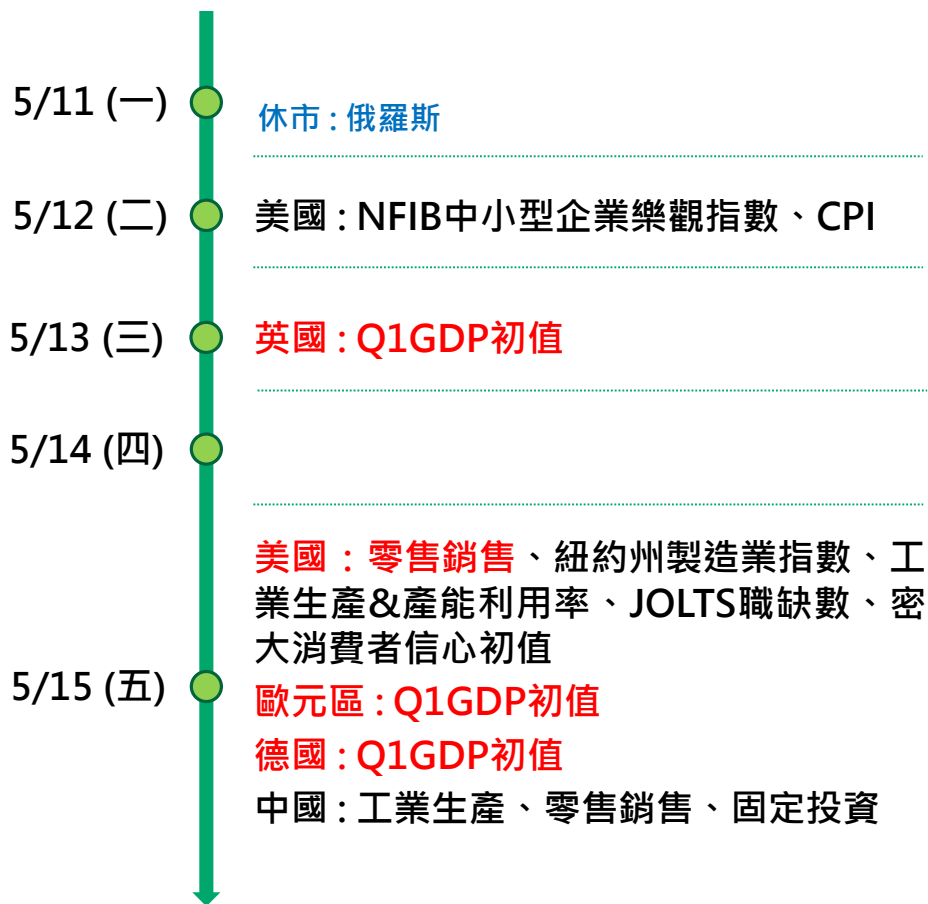 5/11 (一)
休市 : 俄羅斯
5/12 (二)
美國 : NFIB中小型企業樂觀指數、CPI
5/13 (三)
英國 : Q1GDP初值
5/14 (四)
5/15 (五)
美國 : 零售銷售、紐約州製造業指數、工
業生產&產能利用率、JOLTS職缺數、密
大消費者信心初值
歐元區 : Q1GDP初值
德國 : Q1GDP初值
中國 : 工業生產、零售銷售、固定投資